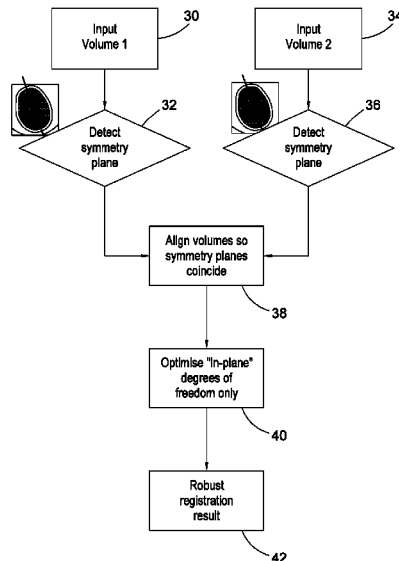 Input
Volume 1
30
Input
Volume 2
34
32
Detect
symmetry
plane
36
Detect
symmetry
plane
Align volumes so
symmetry planes
coincide
38
Optimise "in-plane"
degrees of
freedom only
40
Robust
registration
result
42